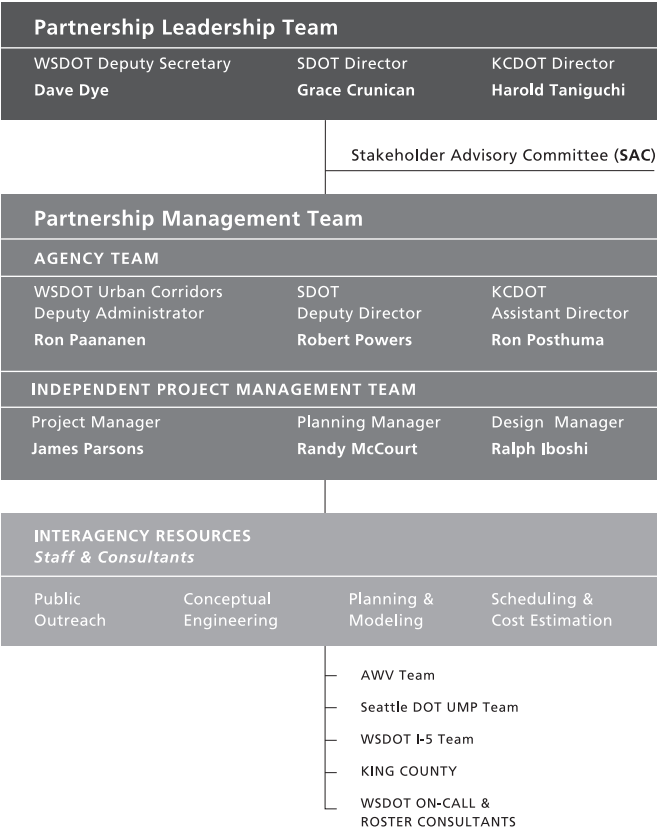 Partnership Leadership Team
WSDOT Deputy Secretary
Dave Dye
SDOT Director
Grace Crunican
KCDOT Director
Harold Taniguchi
Stakeholder Advisory Committee (SAC)
Partnership Management Team
AGENCY TEAM
WSDOT Urban Corridors
Deputy Administrator
Ron Paananen
SDOT
Deputy Director
Robert Powers
KCDOT
Assistant Director
Ron Posthuma
INDEPENDENT PROJECT MANAGEMENT TEAM
Project Manager
James Parsons
Planning Manager
Randy McCourt
Design Manager
Ralph Iboshi
INTERAGENCY RESOURCES
Staff & Consultants
Public
Outreach
Conceptual
Engineering
Planning &
Modeling
Scheduling &
Cost Estimation
AWV Team
Seattle DOT UMP Team
WSDOT I-5 Team
KING COUNTY
WSDOT ON-CALL &
ROSTER CONSULTANTS